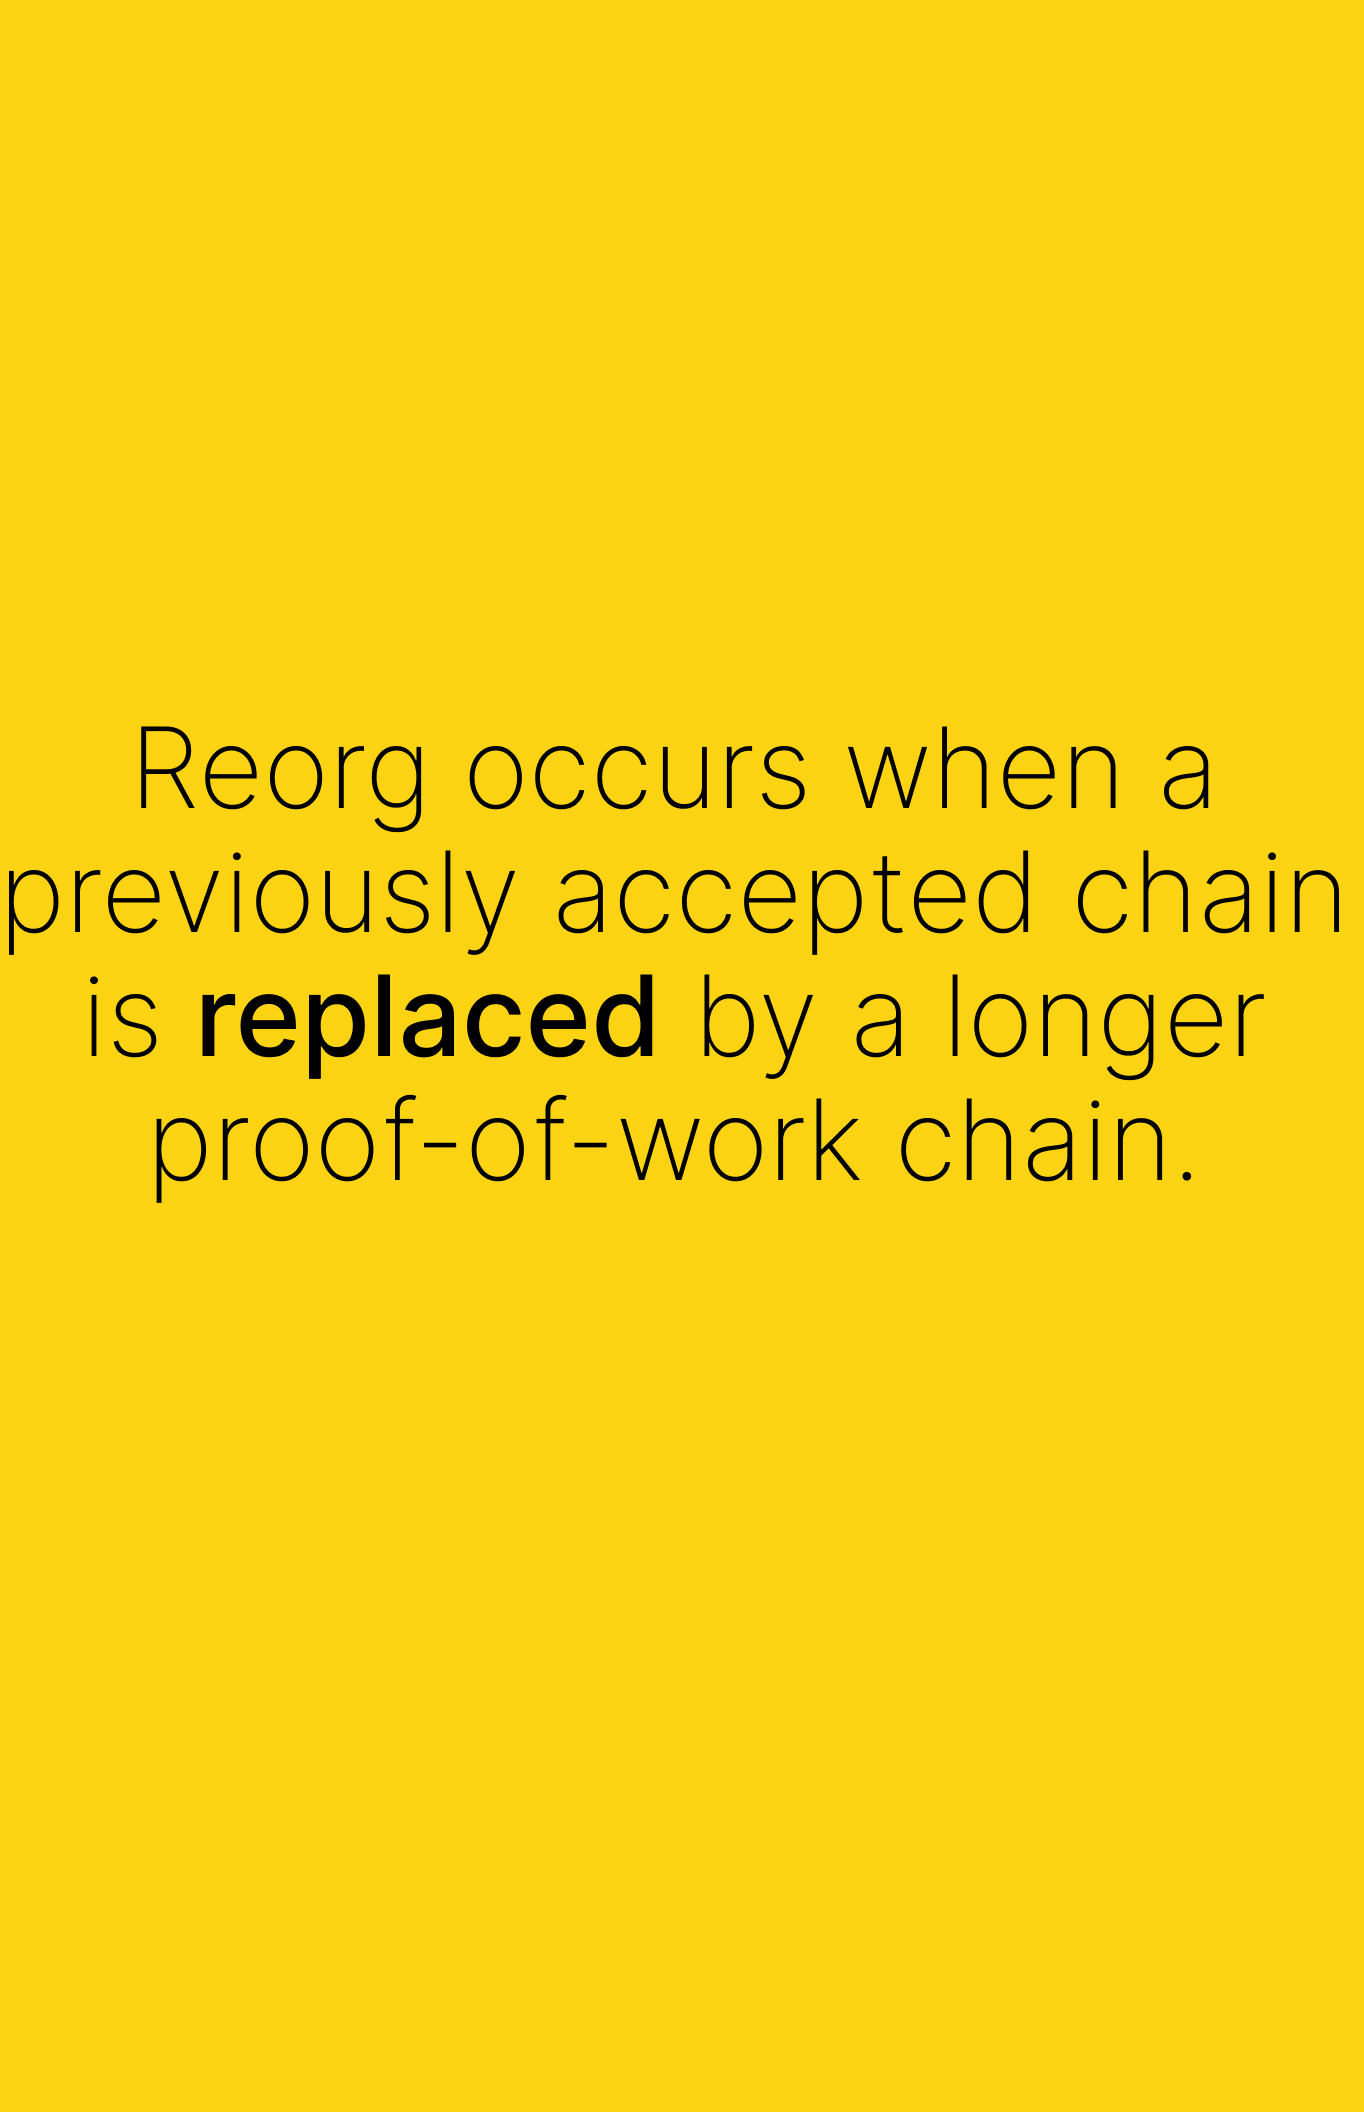 Reorg occurs when a
previously accepted chain
is replaced by a longer
proof-of-work chain.